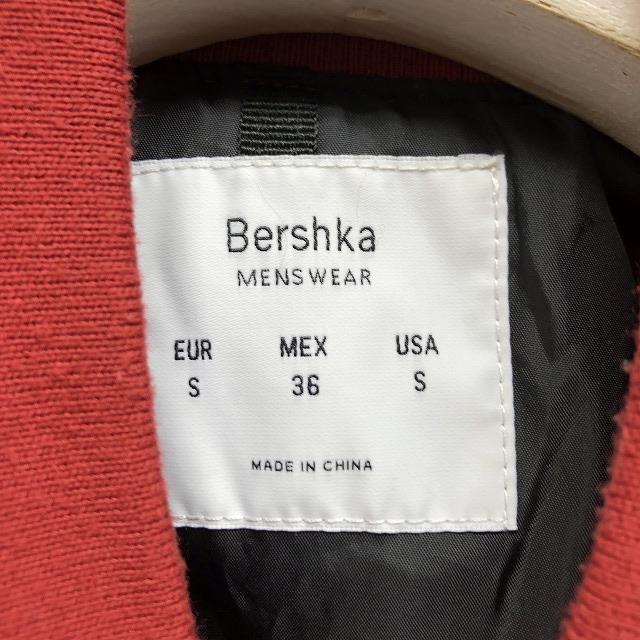 Bershka
MENSWEAR
EUR MEX USA
S 36 S
MADE IN CHINA